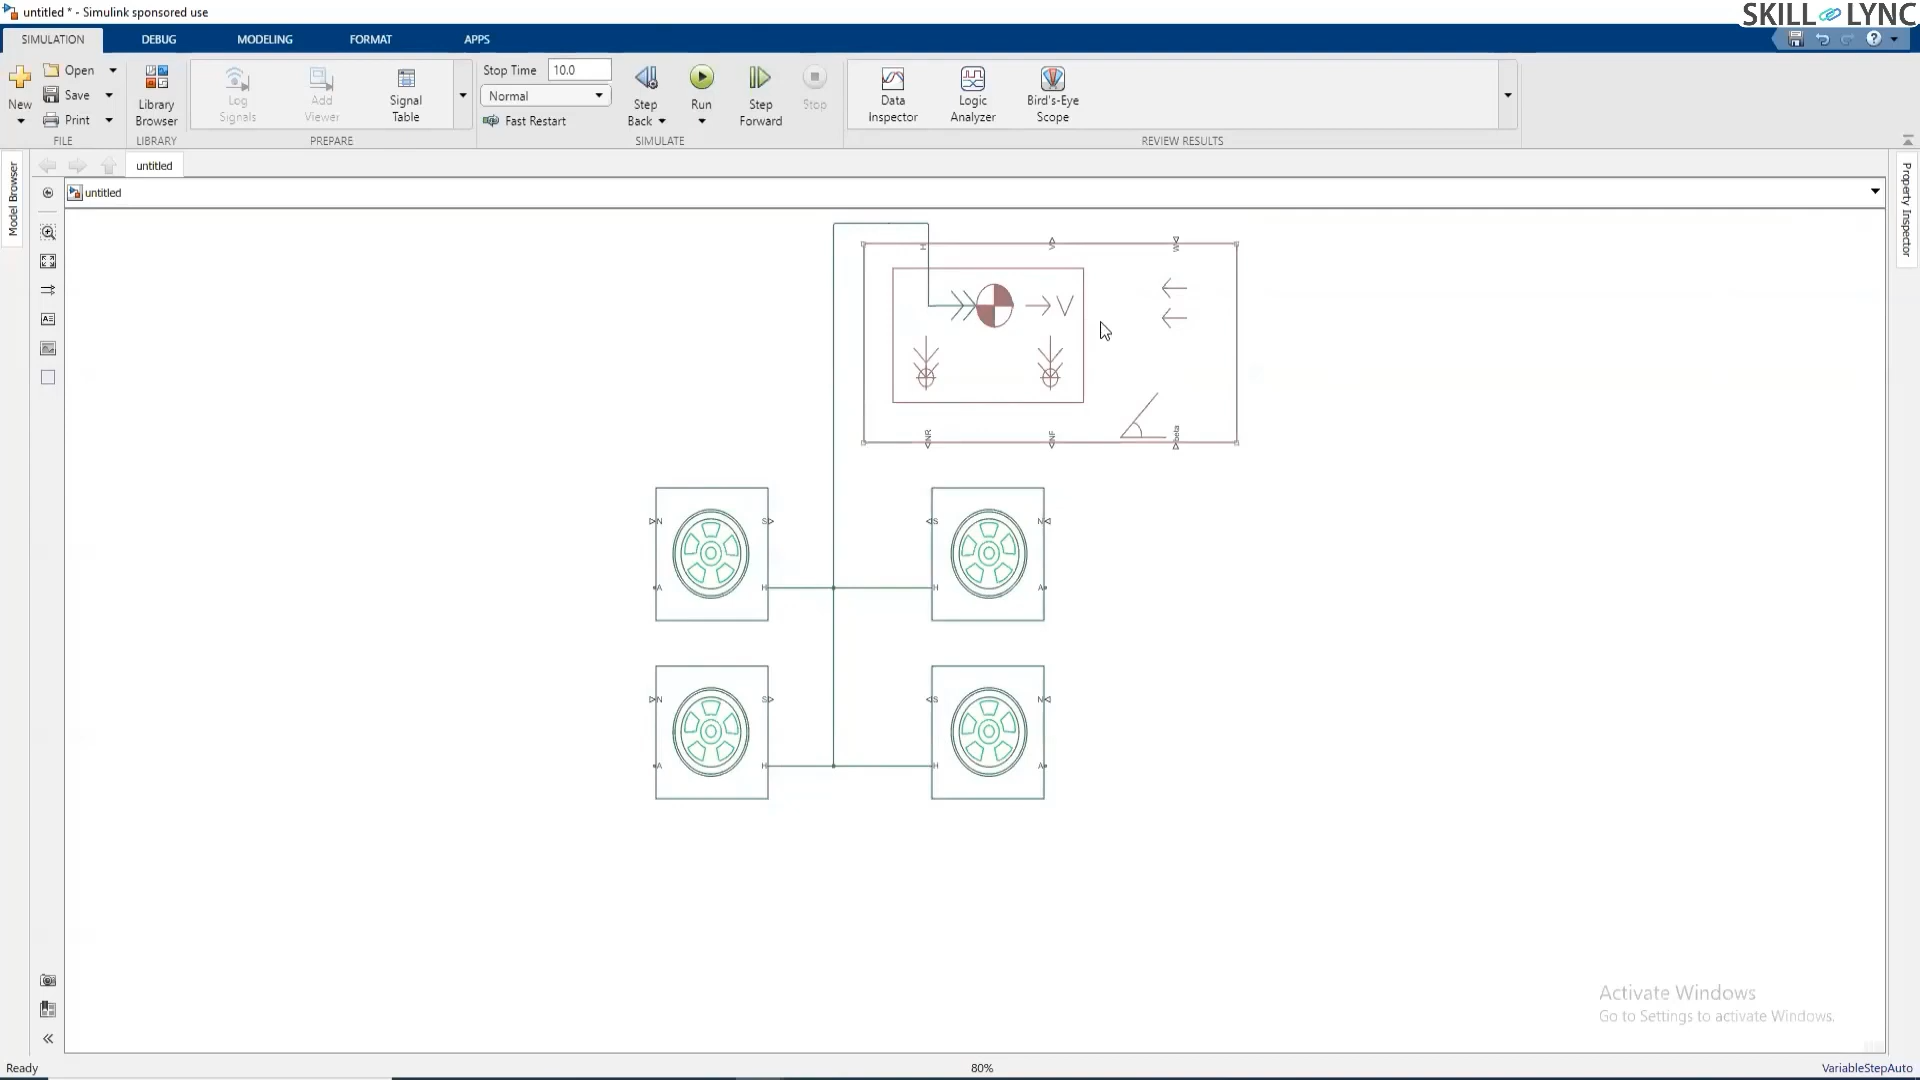 untitled * - Simulink sponsored use
SKILL LYNC
SIMULATION DEBUG MODELING FORMAT APPS
New
Open
Save
Print
FILE
Library Browser
LIBRARY
Log Signals
Add Viewer
Signal Table
PREPARE
Stop Time 10.0
Normal
Fast Restart
Step Back
Run
Step Forward
Stop
SIMULATE
Data Inspector
Logic Analyzer
Bird's-Eye Scope
REVIEW RESULTS
Model Browser
untitled
untitled
Property Inspector
H V W
V
NR NF beta
N S S N
A H H A
N S S N
A H H A
Activate Windows
Go to Settings to activate Windows.
Ready 80% VariableStepAuto